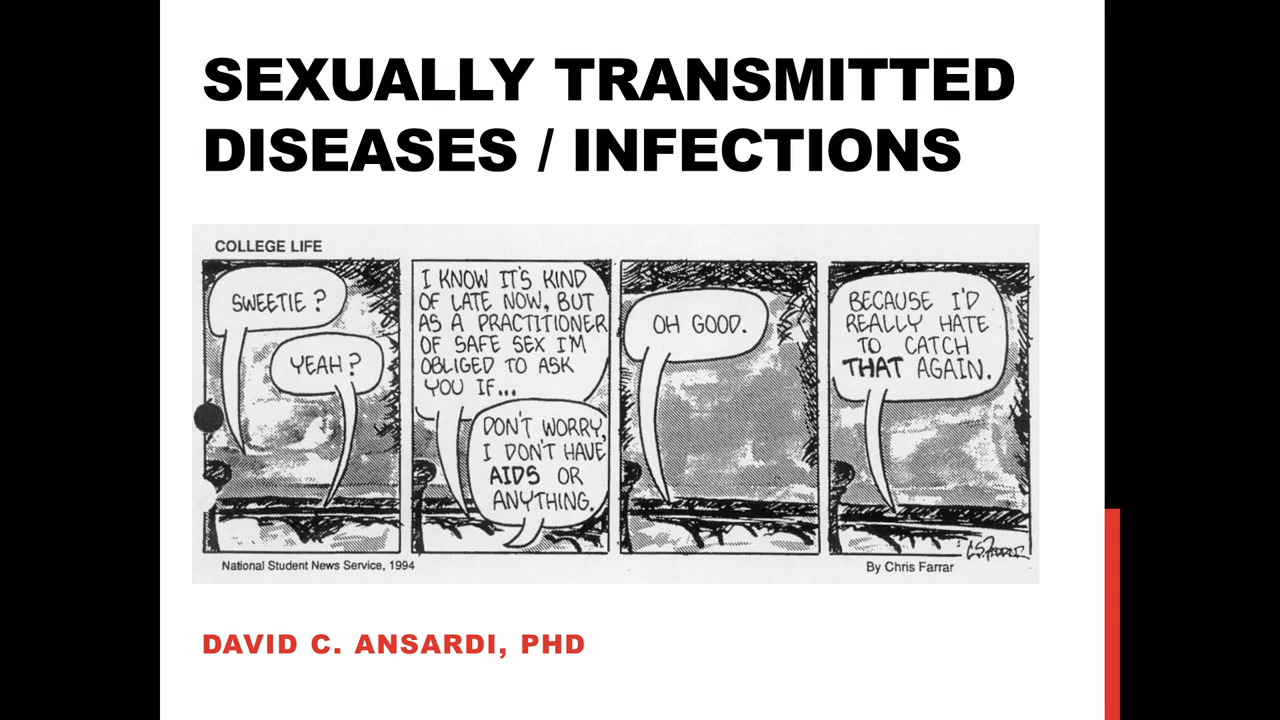 SEXUALLY TRANSMITTED
DISEASES / INFECTIONS
COLLEGE LIFE
SWEETIE ?
YEAH ?
I KNOW IT'S KIND
OF LATE NOW, BUT
AS A PRACTITIONER
OF SAFE SEX I'M
OBLIGED TO ASK
YOU IF...
DON'T WORRY,
I DON'T HAVE
AIDS OR
ANYTHING.
OH GOOD.
BECAUSE I'D
REALLY HATE
TO CATCH
THAT AGAIN.
C.S. FARRAR
National Student News Service, 1994
By Chris Farrar
DAVID C. ANSARDI, PHD